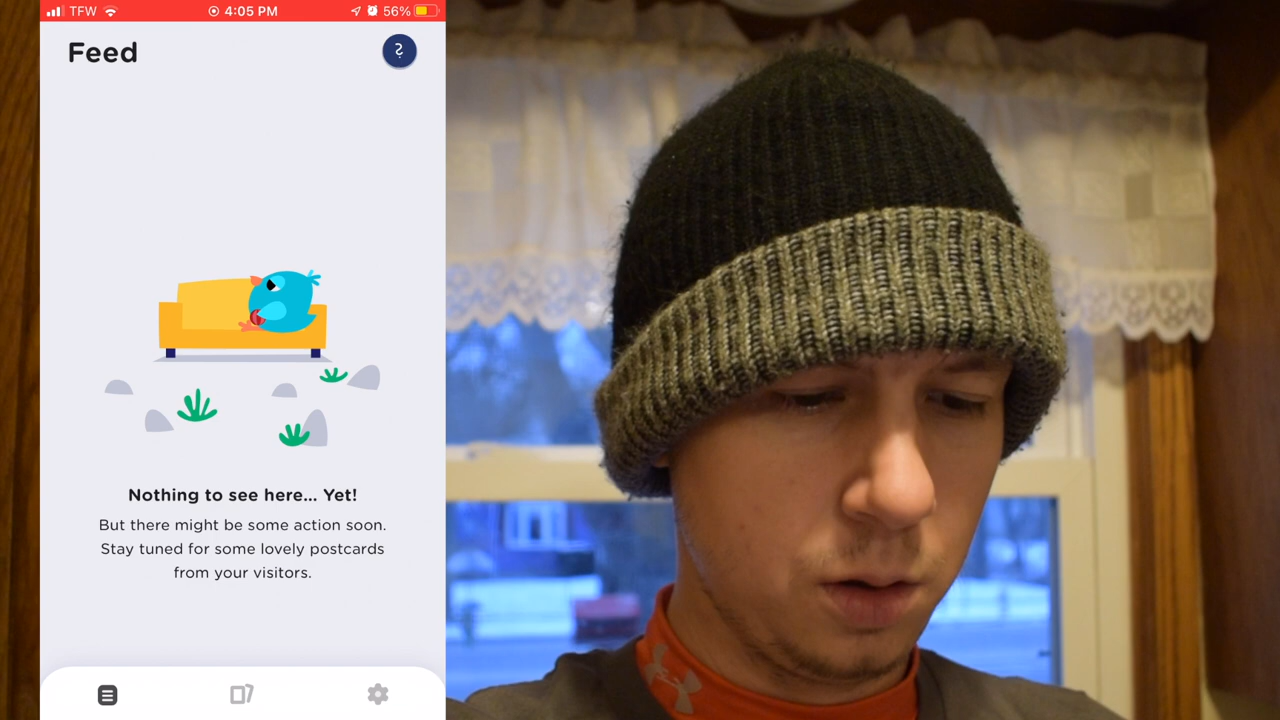 TFW 4:05 PM 56%
Feed
Nothing to see here... Yet!
But there might be some action soon.
Stay tuned for some lovely postcards
from your visitors.